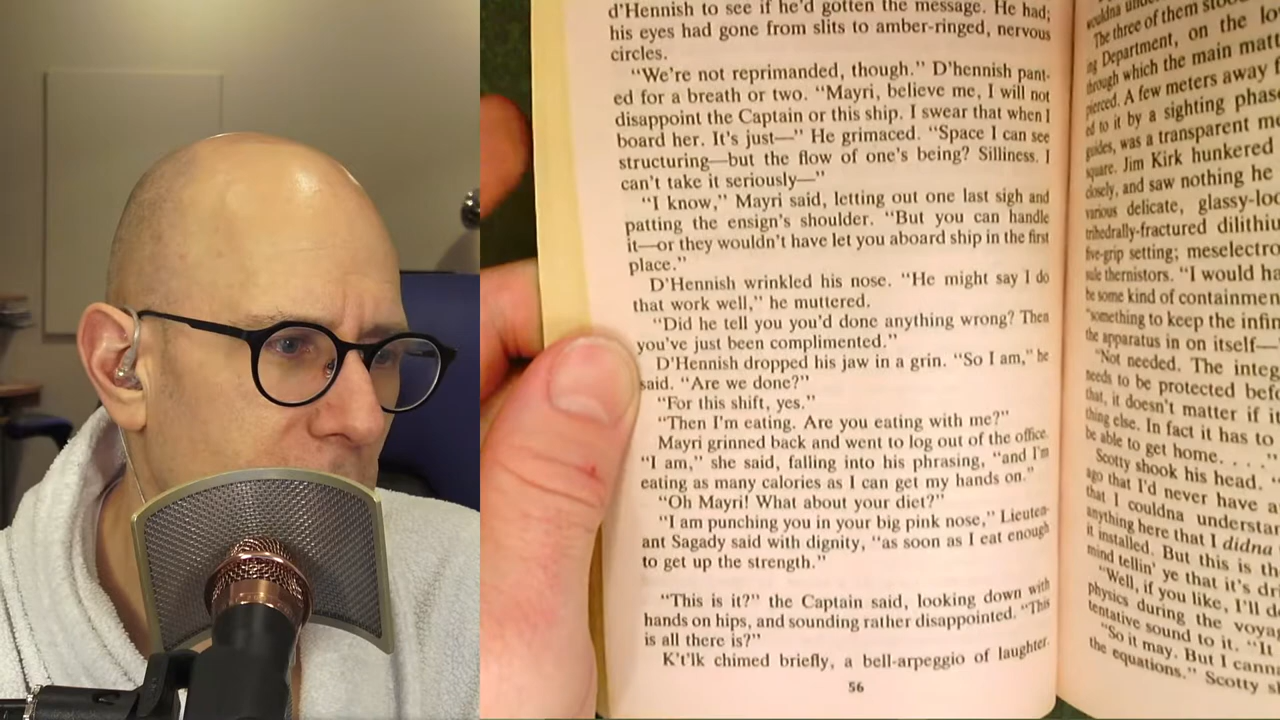 d'Hennish to see if he'd gotten the message. He had;
his eyes had gone from slits to amber-ringed, nervous
circles.
"We're not reprimanded, though." D'hennish pant-
ed for a breath or two. "Mayri, believe me, I will not
disappoint the Captain or this ship. I swear that when I
board her. It's just—" He grimaced. "Space I can see
structuring—but the flow of one's being? Silliness. I
can't take it seriously—"
"I know," Mayri said, letting out one last sigh and
patting the ensign's shoulder. "But you can handle
it—or they wouldn't have let you aboard ship in the first
place."
D'Hennish wrinkled his nose. "He might say I do
that work well," he muttered.
"Did he tell you you'd done anything wrong? Then
you've just been complimented."
D'Hennish dropped his jaw in a grin. "So I am," he
said. "Are we done?"
"For this shift, yes."
"Then I'm eating. Are you eating with me?"
Mayri grinned back and went to log out of the office.
"I am," she said, falling into his phrasing, "and I'm
eating as many calories as I can get my hands on."
"Oh Mayri! What about your diet?"
"I am punching you in your big pink nose," Lieuten-
ant Sagady said with dignity, "as soon as I eat enough
to get up the strength."
"This is it?" the Captain said, looking down with
hands on hips, and sounding rather disappointed. "This
is all there is?"
K't'lk chimed briefly, a bell-arpeggio of laughter.
56
The three of them
ing Department, on the
through which the main
pierced. A few meters away
ed to it by a sighting
guides, was a transparent
square. Jim Kirk hunkered
closely, and saw nothing he
various delicate,
trihedrally-fractured
five-grip setting;
thernistors. "I would
be some kind of
"something to keep the
the apparatus in on itself—
"Not needed. The
needs to be protected
that, it doesn't matter if
thing else. In fact it has to
be able to get home. . . ."
Scotty shook his head.
ago that I'd never have a
that I couldna
anything here that I didna
it installed. But this is
mind tellin' ye that it's
"Well, if you like, I'll
physics during the
tentative sound to it. "It
"So it may. But I
the equations." Scotty